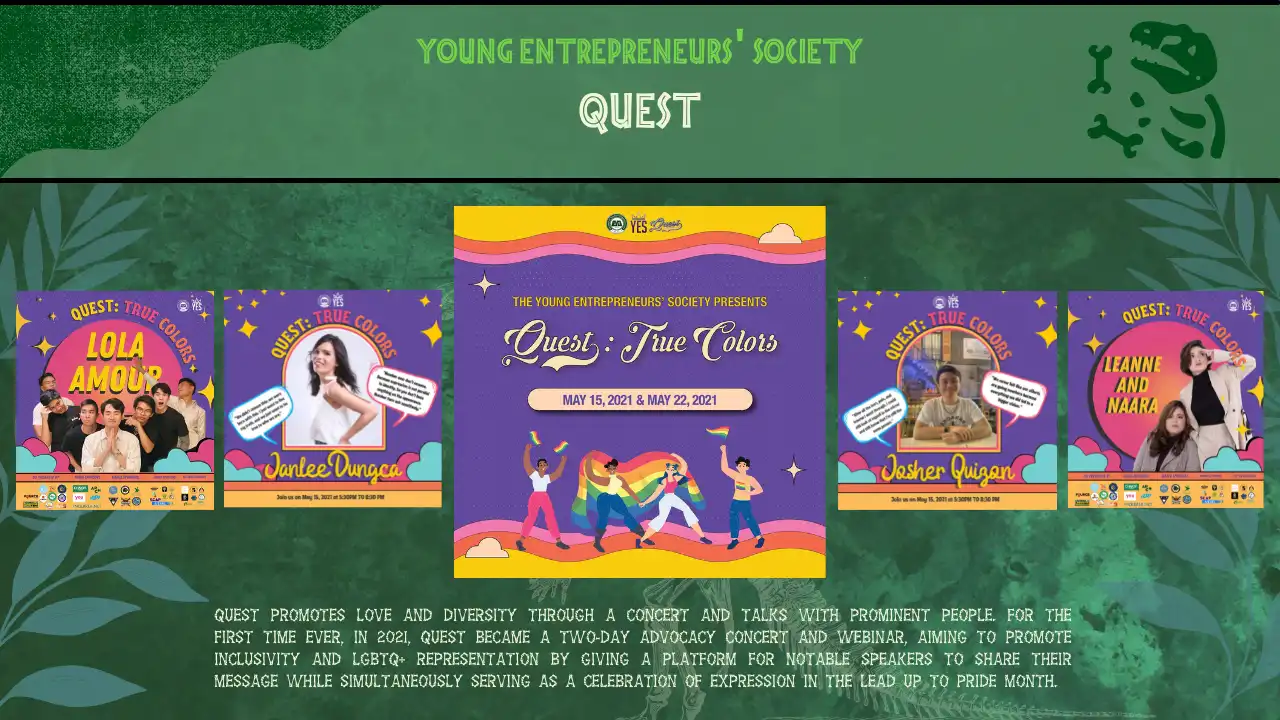 YOUNG ENTREPRENEURS' SOCIETY
QUEST
QUEST: TRUE COLORS
YES
LOLA
AMOUR
YES
QUEST: TRUE COLORS
Janlee Dungca
Join us on May 15, 2021 at 5:30PM TO 8:30 PM
YES Quest
THE YOUNG ENTREPRENEURS' SOCIETY PRESENTS
Quest : True Colors
MAY 15, 2021 & MAY 22, 2021
YES
QUEST: TRUE COLORS
Josher Quizon
Join us on May 15, 2021 at 5:30PM TO 8:30 PM
QUEST: TRUE COLORS
YES
LEANNE
AND
NAARA
QUEST PROMOTES LOVE AND DIVERSITY THROUGH A CONCERT AND TALKS WITH PROMINENT PEOPLE. FOR THE
FIRST TIME EVER, IN 2021, QUEST BECAME A TWO-DAY ADVOCACY CONCERT AND WEBINAR, AIMING TO PROMOTE
INCLUSIVITY AND LGBTQ+ REPRESENTATION BY GIVING A PLATFORM FOR NOTABLE SPEAKERS TO SHARE THEIR
MESSAGE WHILE SIMULTANEOUSLY SERVING AS A CELEBRATION OF EXPRESSION IN THE LEAD UP TO PRIDE MONTH.